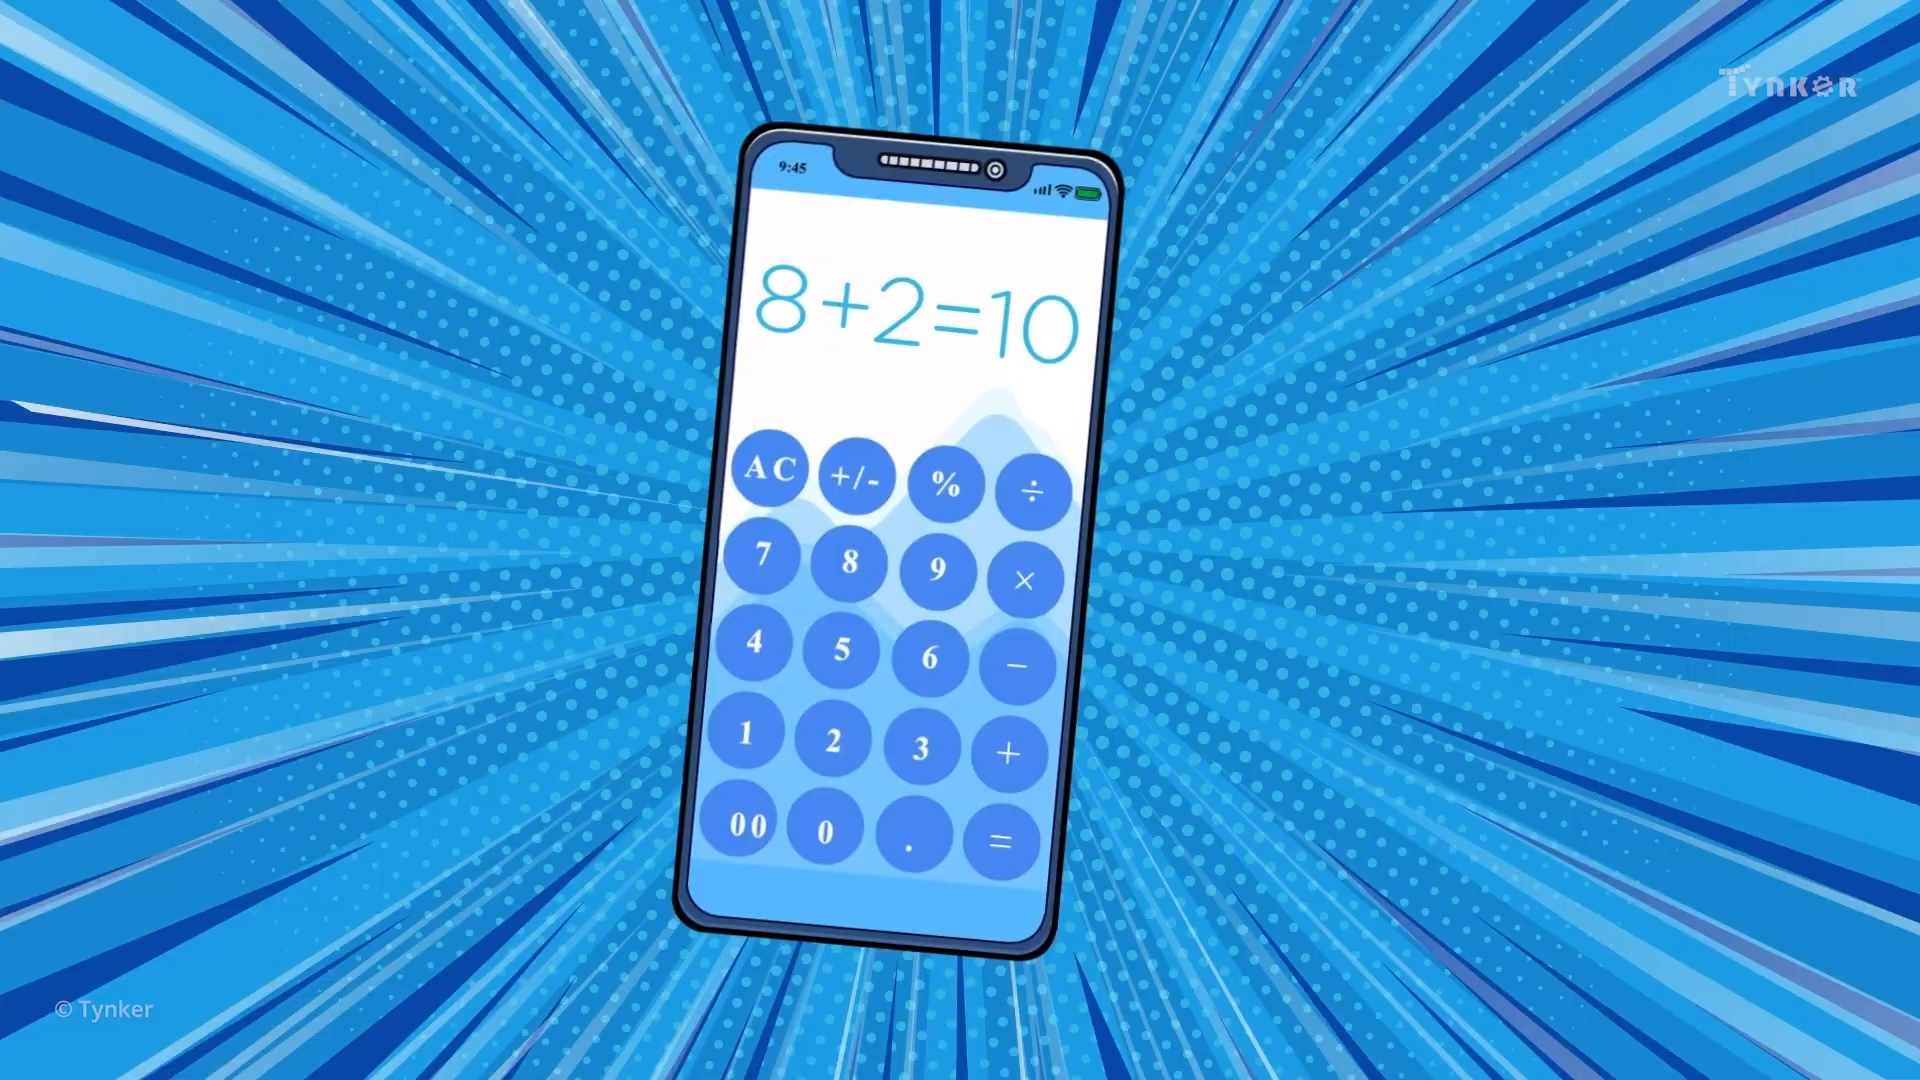 TYNKER
9:45
8+2=10
AC +/- % ÷
7 8 9 ×
4 5 6 −
1 2 3 +
00 0 . =
© Tynker